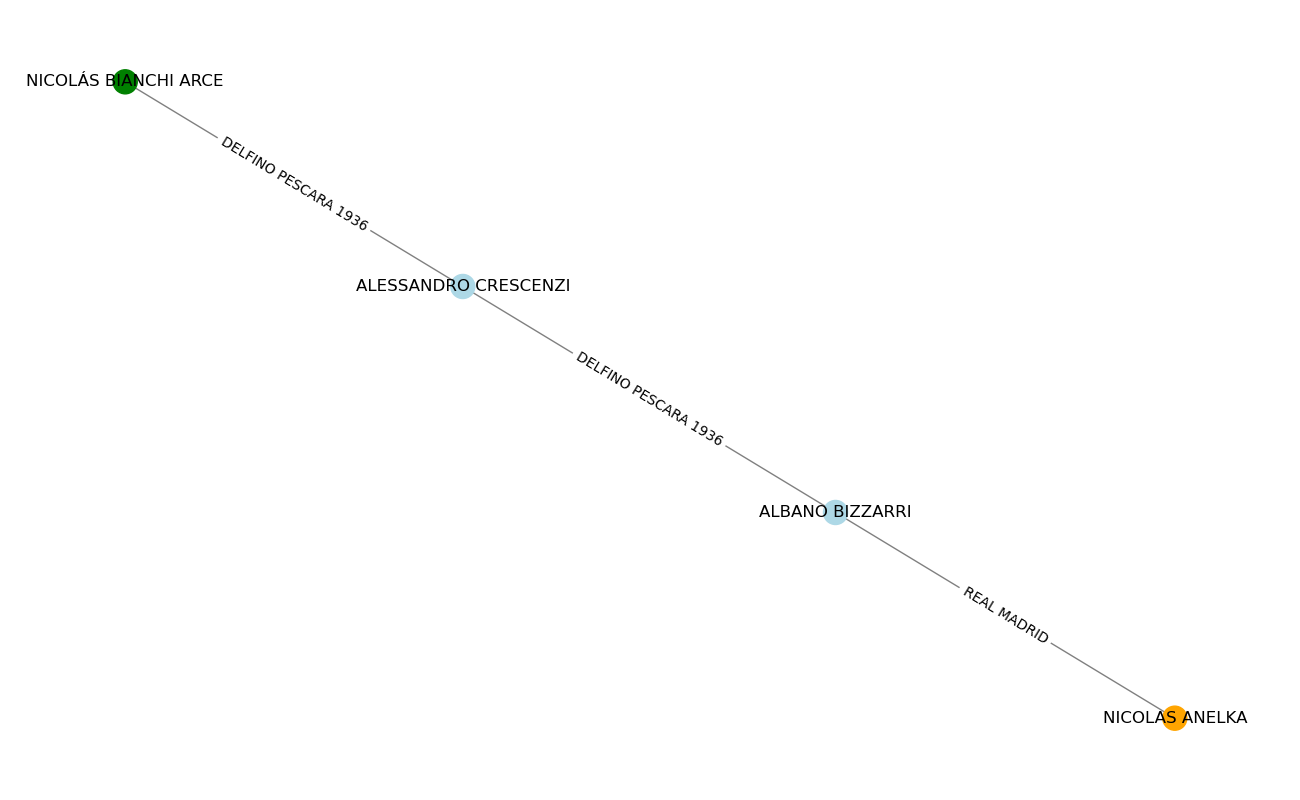 NICOLÁS BIANCHI ARCE
DELFINO PESCARA 1936
ALESSANDRO CRESCENZI
DELFINO PESCARA 1936
ALBANO BIZZARRI
REAL MADRID
NICOLAS ANELKA